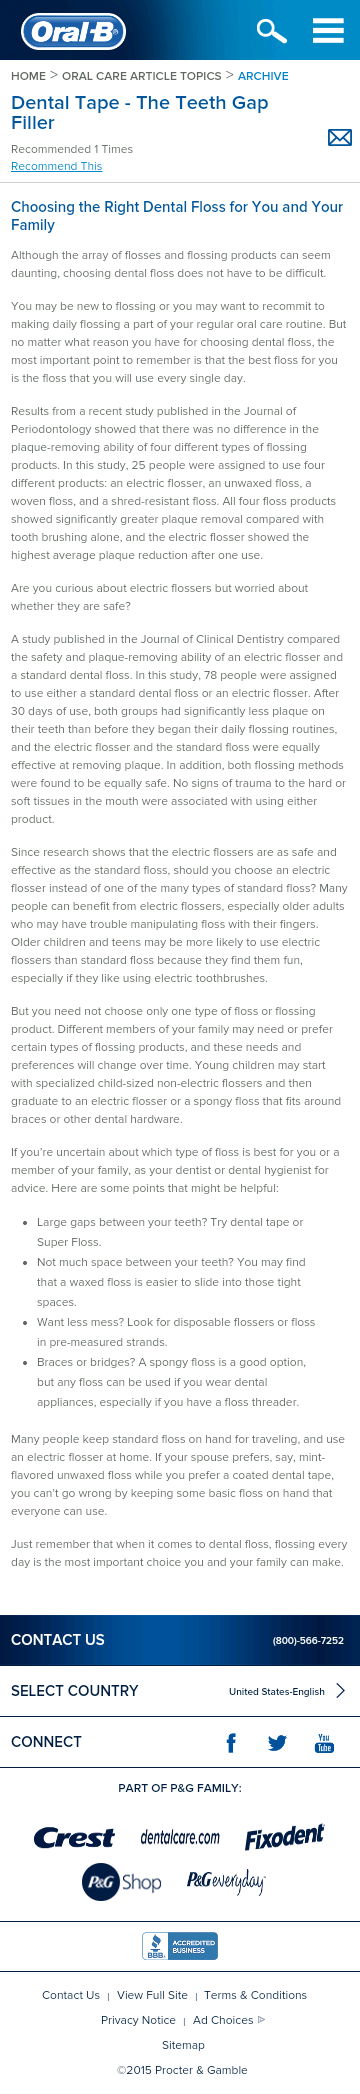 Oral-B
HOME > ORAL CARE ARTICLE TOPICS > ARCHIVE
Dental Tape - The Teeth Gap
Filler
Recommended 1 Times
Recommend This
Choosing the Right Dental Floss for You and Your
Family
Although the array of flosses and flossing products can seem
daunting, choosing dental floss does not have to be difficult.
You may be new to flossing or you may want to recommit to
making daily flossing a part of your regular oral care routine. But
no matter what reason you have for choosing dental floss, the
most important point to remember is that the best floss for you
is the floss that you will use every single day.
Results from a recent study published in the Journal of
Periodontology showed that there was no difference in the
plaque-removing ability of four different types of flossing
products. In this study, 25 people were assigned to use four
different products: an electric flosser, an unwaxed floss, a
woven floss, and a shred-resistant floss. All four floss products
showed significantly greater plaque removal compared with
tooth brushing alone, and the electric flosser showed the
highest average plaque reduction after one use.
Are you curious about electric flossers but worried about
whether they are safe?
A study published in the Journal of Clinical Dentistry compared
the safety and plaque-removing ability of an electric flosser and
a standard dental floss. In this study, 78 people were assigned
to use either a standard dental floss or an electric flosser. After
30 days of use, both groups had significantly less plaque on
their teeth than before they began their daily flossing routines,
and the electric flosser and the standard floss were equally
effective at removing plaque. In addition, both flossing methods
were found to be equally safe. No signs of trauma to the hard or
soft tissues in the mouth were associated with using either
product.
Since research shows that the electric flossers are as safe and
effective as the standard floss, should you choose an electric
flosser instead of one of the many types of standard floss? Many
people can benefit from electric flossers, especially older adults
who may have trouble manipulating floss with their fingers.
Older children and teens may be more likely to use electric
flossers than standard floss because they find them fun,
especially if they like using electric toothbrushes.
But you need not choose only one type of floss or flossing
product. Different members of your family may need or prefer
certain types of flossing products, and these needs and
preferences will change over time. Young children may start
with specialized child-sized non-electric flossers and then
graduate to an electric flosser or a spongy floss that fits around
braces or other dental hardware.
If you're uncertain about which type of floss is best for you or a
member of your family, as your dentist or dental hygienist for
advice. Here are some points that might be helpful:
• Large gaps between your teeth? Try dental tape or
Super Floss.
• Not much space between your teeth? You may find
that a waxed floss is easier to slide into those tight
spaces.
• Want less mess? Look for disposable flossers or floss
in pre-measured strands.
• Braces or bridges? A spongy floss is a good option,
but any floss can be used if you wear dental
appliances, especially if you have a floss threader.
Many people keep standard floss on hand for traveling, and use
an electric flosser at home. If your spouse prefers, say, mint-
flavored unwaxed floss while you prefer a coated dental tape,
you can't go wrong by keeping some basic floss on hand that
everyone can use.
Just remember that when it comes to dental floss, flossing every
day is the most important choice you and your family can make.
CONTACT US (800)-566-7252
SELECT COUNTRY United States-English
CONNECT f You Tube
PART OF P&G FAMILY:
Crest dentalcare.com Fixodent
P&G Shop P&G everyday
BBB. ACCREDITED BUSINESS
Contact Us | View Full Site | Terms & Conditions
Privacy Notice | Ad Choices
Sitemap
©2015 Procter & Gamble